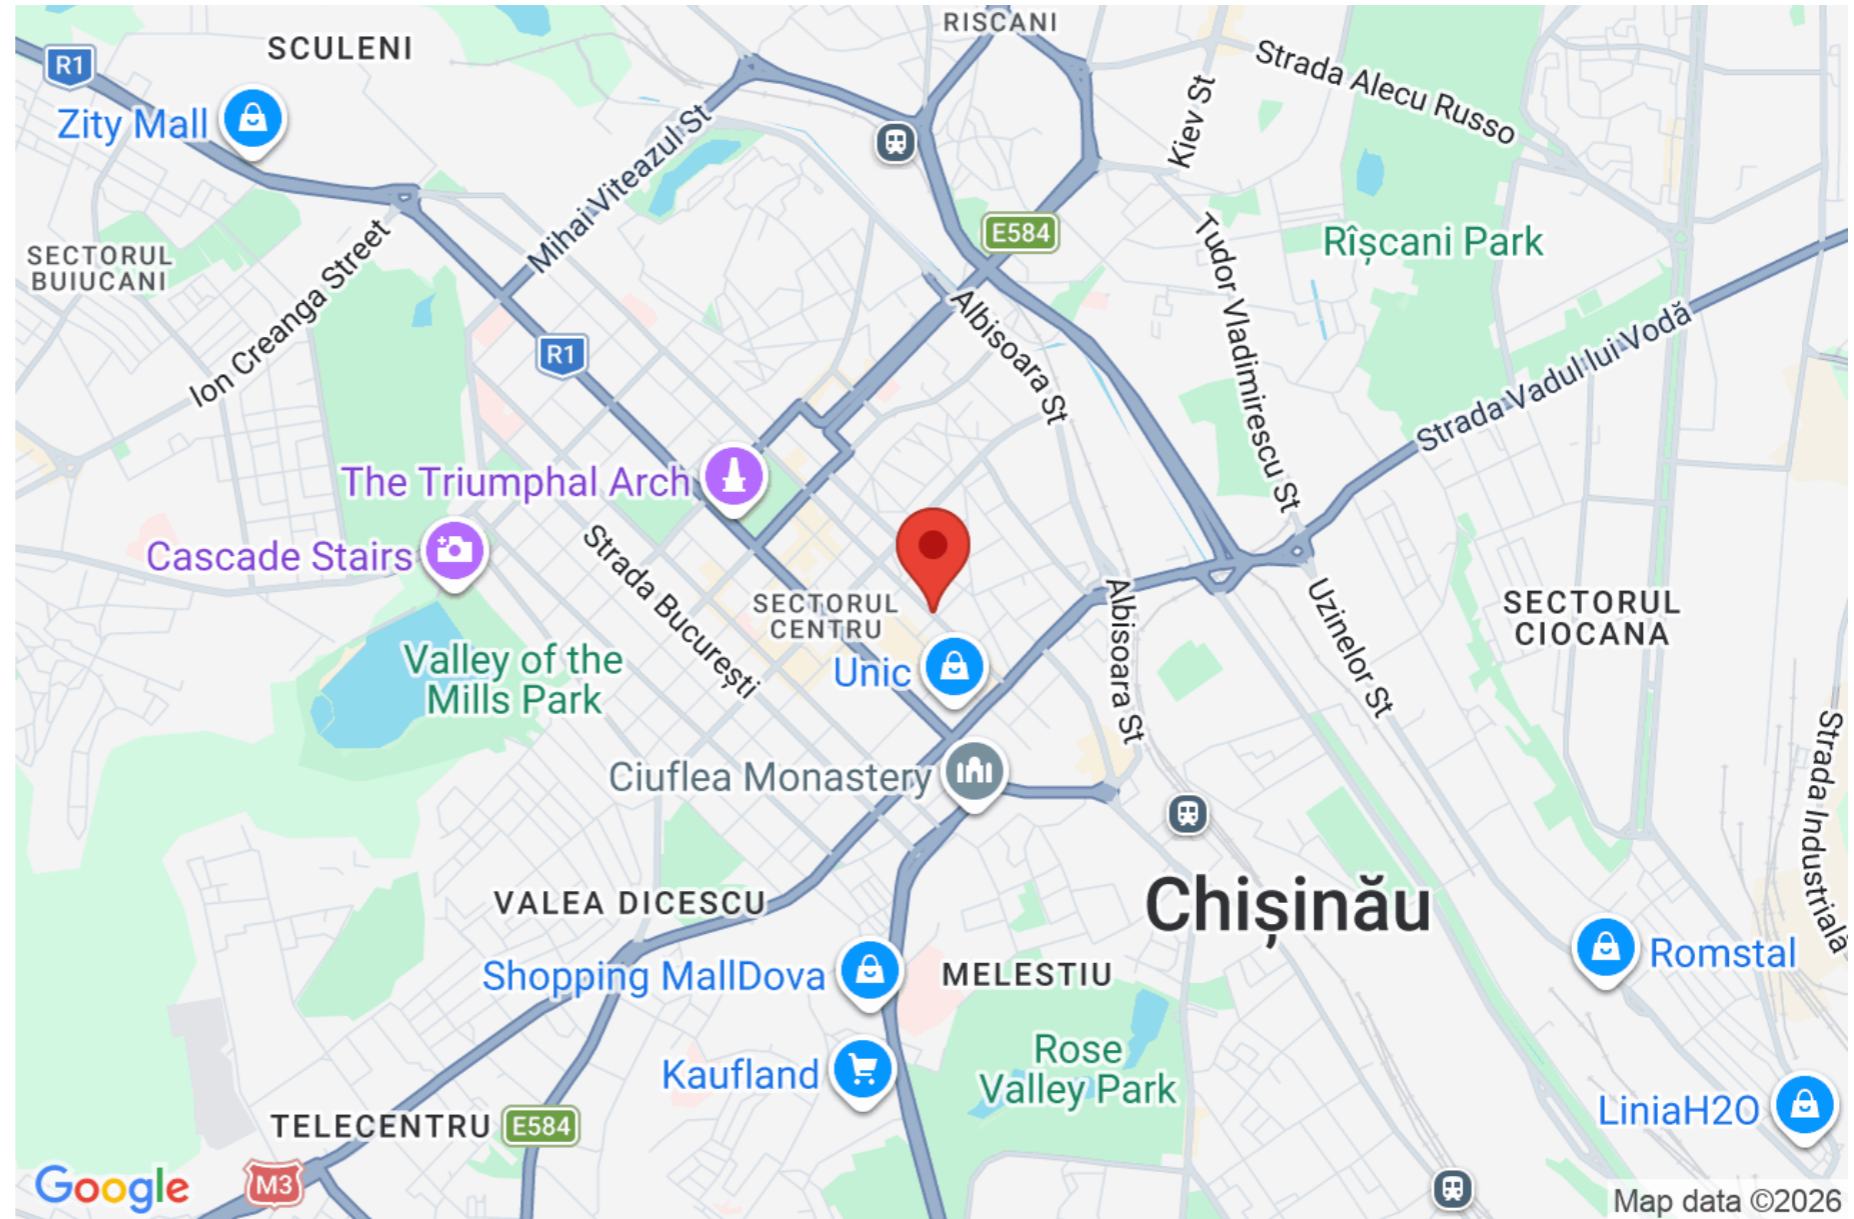 RISCANI
SCULENI
R1
Strada Alecu Russo
Zity Mall
Kiev St
Mihai Viteazul St
E584
Rîșcani Park
SECTORUL
BUIUCANI
Ion Creanga Street
Tudor Vladimirescu St
Albisoara St
R1
Strada Vadul lui Vodă
The Triumphal Arch
Cascade Stairs
Strada București
SECTORUL
CENTRU
Albisoara St
Uzinelor St
SECTORUL
CIOCANA
Valley of the
Mills Park
Unic
Ciuflea Monastery
Strada Industrială
VALEA DICESCU
Chișinău
Romstal
Shopping MallDova
MELESTIU
Rose
Valley Park
Kaufland
LiniaH2O
TELECENTRU
E584
M3
Google
Map data ©2026